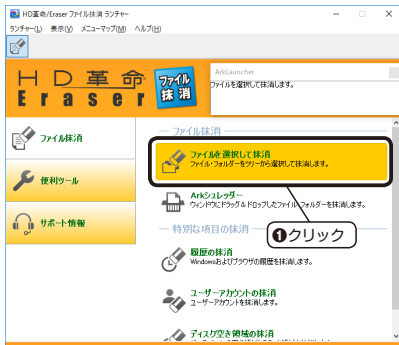 HD革命/Eraser ファイル抹消 ランチャー
ランチャー(L) 表示(V) メニューマップ(M) ヘルプ(H)
HD革命
Eraser
ファイル
抹消
ArkLauncher
ファイルを選択して抹消します。
ファイル抹消
便利ツール
サポート情報
ファイル抹消
ファイルを選択して抹消
ファイル・フォルダーをツリーから選択して抹消します。
Arkシュレッダー
ウィンドウにドラッグ&ドロップしたファイル・フォルダーを抹消します。
❶クリック
特別な項目の抹消
履歴の抹消
Windowsおよびブラウザの履歴を抹消します。
ユーザーアカウントの抹消
ユーザーアカウントを抹消します。
ディスク空き領域の抹消